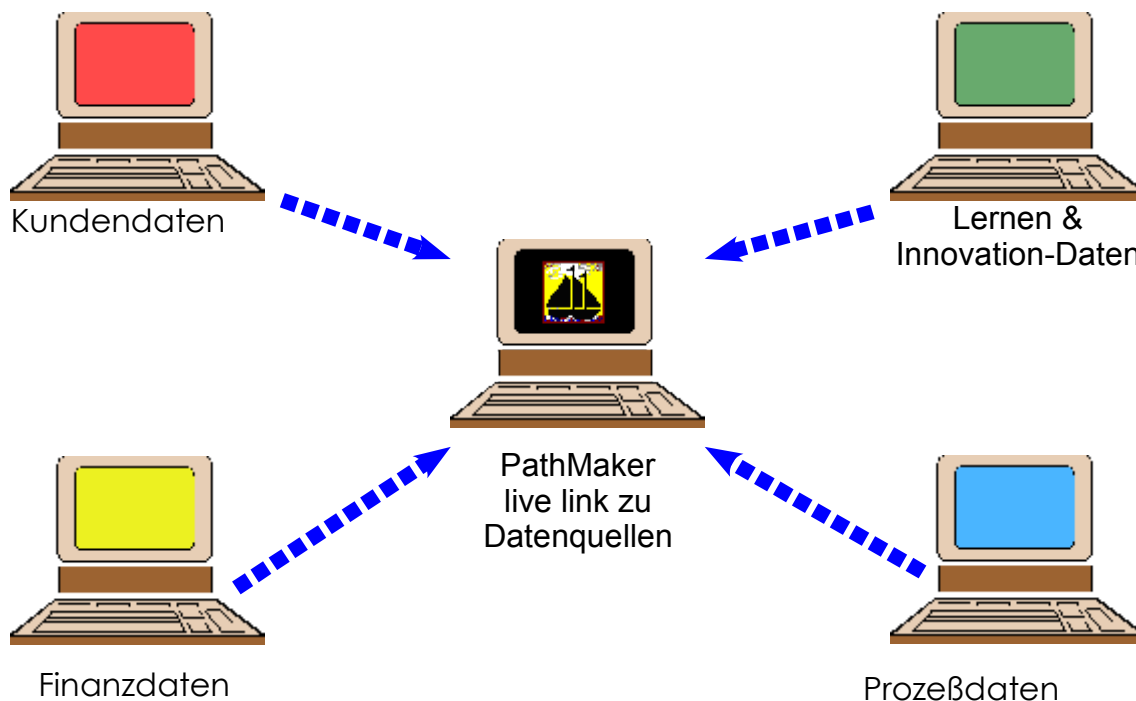 Kundendaten
Lernen &
Innovation-Daten
PathMaker
live link zu
Datenquellen
Finanzdaten
Prozeßdaten